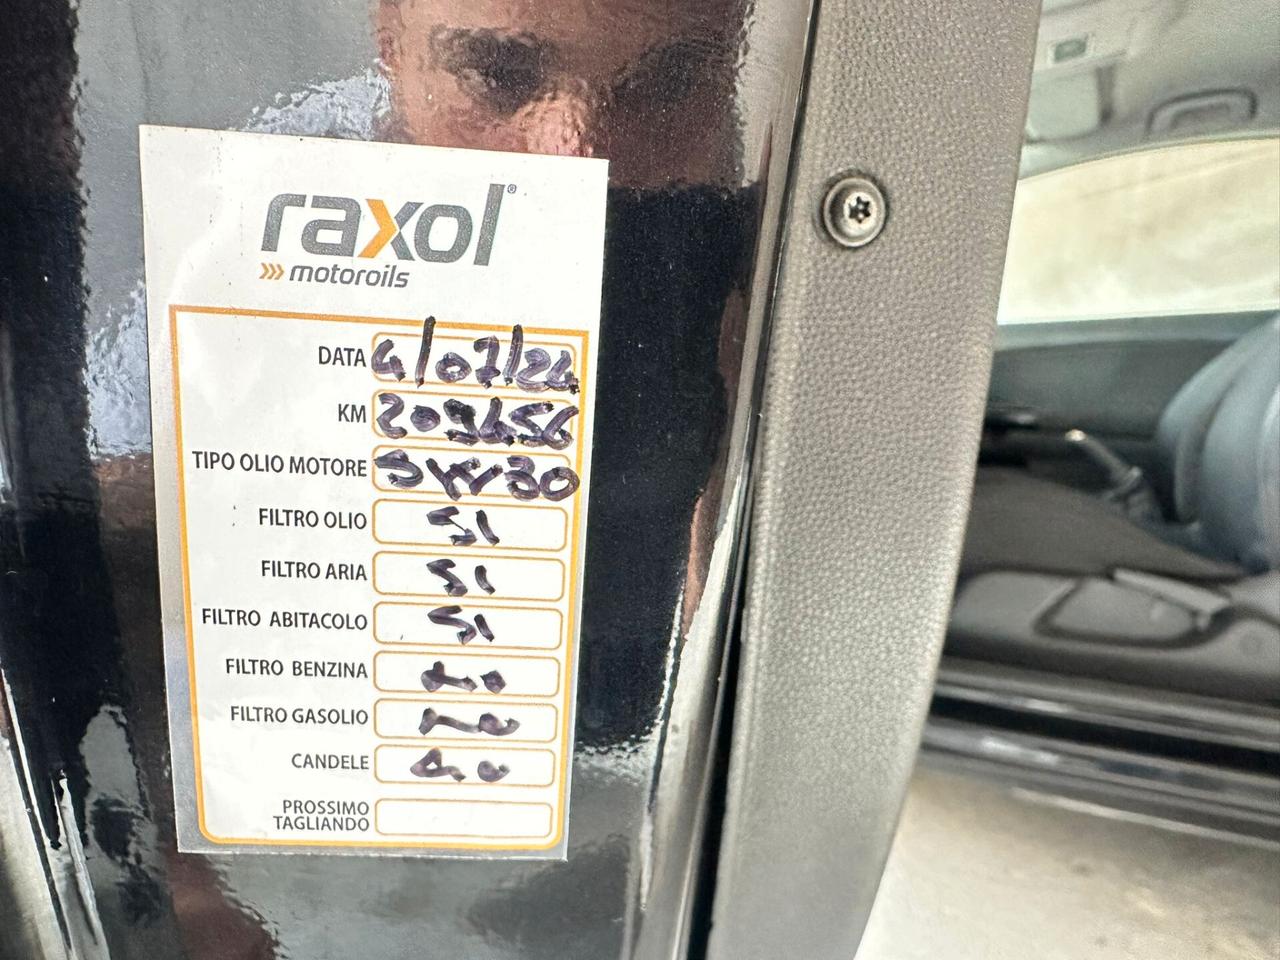 raxol®
motoroils
DATA 4/07/24
KM 209456
TIPO OLIO MOTORE 5W30
FILTRO OLIO SI
FILTRO ARIA SI
FILTRO ABITACOLO SI
FILTRO BENZINA no
FILTRO GASOLIO no
CANDELE no
PROSSIMO
TAGLIANDO